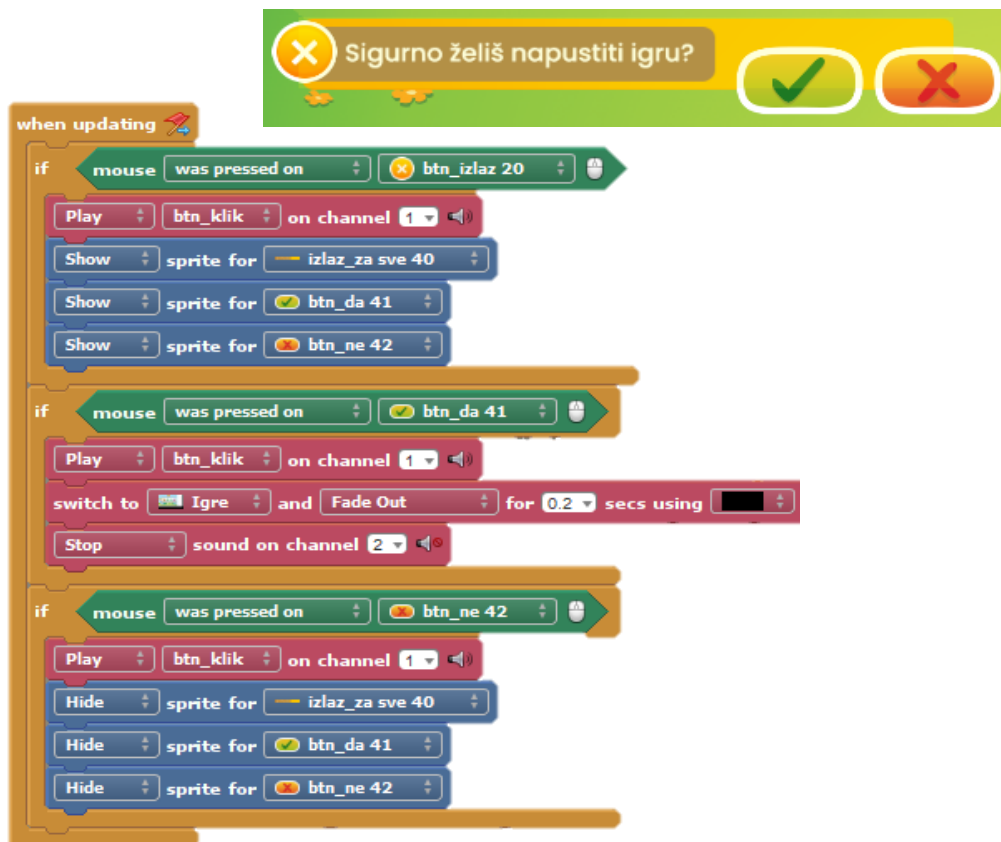 Sigurno želiš napustiti igru?
when updating
if mouse was pressed on btn_izlaz 20
Play btn_klik on channel 1
Show sprite for izlaz_za sve 40
Show sprite for btn_da 41
Show sprite for btn_ne 42
if mouse was pressed on btn_da 41
Play btn_klik on channel 1
switch to Igre and Fade Out for 0.2 secs using
Stop sound on channel 2
if mouse was pressed on btn_ne 42
Play btn_klik on channel 1
Hide sprite for izlaz_za sve 40
Hide sprite for btn_da 41
Hide sprite for btn_ne 42